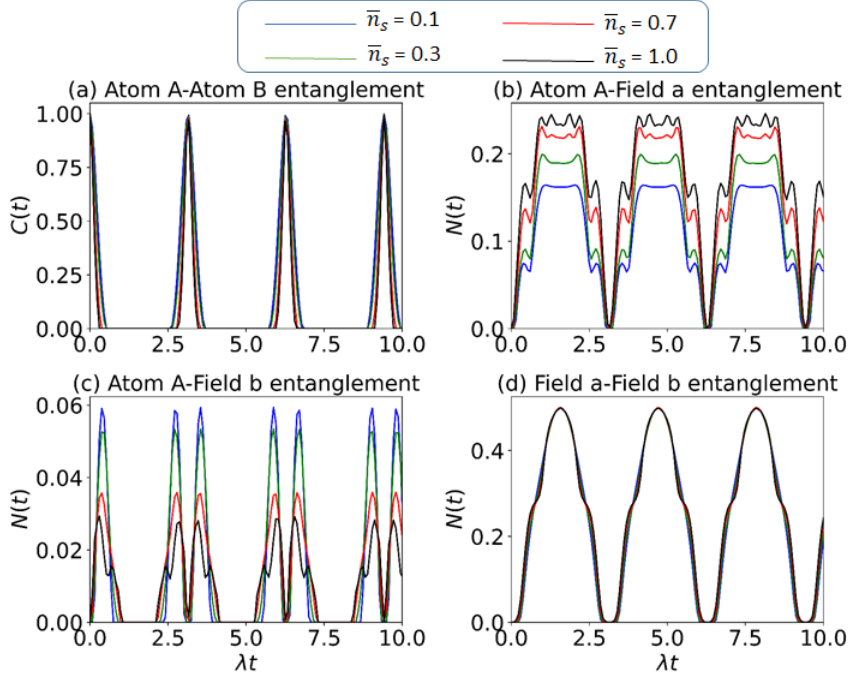 n̅ₛ = 0.1
n̅ₛ = 0.7
n̅ₛ = 0.3
n̅ₛ = 1.0
(a) Atom A-Atom B entanglement
(b) Atom A-Field a entanglement
1.00
0.75
0.50
0.25
0.00
C(t)
0.0
2.5
5.0
7.5
10.0
0.2
0.1
0.0
N(t)
0.0
2.5
5.0
7.5
10.0
(c) Atom A-Field b entanglement
(d) Field a-Field b entanglement
0.06
0.04
0.02
0.00
N(t)
0.0
2.5
5.0
7.5
10.0
λt
0.4
0.2
0.0
N(t)
0.0
2.5
5.0
7.5
10.0
λt